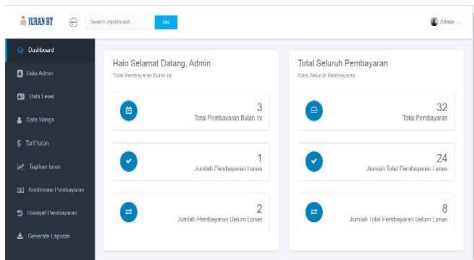 IURAN RT
Search dashboard
Go
Admin
Dashboard
Data Admin
Data Level
Data Warga
Tarif Iuran
Tagihan Iuran
Konfirmasi Pembayaran
Riwayat Pembayaran
Generate Laporan
Halo Selamat Datang, Admin
Total Pembayaran Bulan Ini
3
Total Pembayaran Bulan Ini
1
Jumlah Pembayaran Lunas
2
Jumlah Pembayaran Belum Lunas
Total Seluruh Pembayaran
Data Seluruh Pembayaran
32
Total Pembayaran
24
Jumlah Total Pembayaran Lunas
8
Jumlah Total Pembayaran Belum Lunas